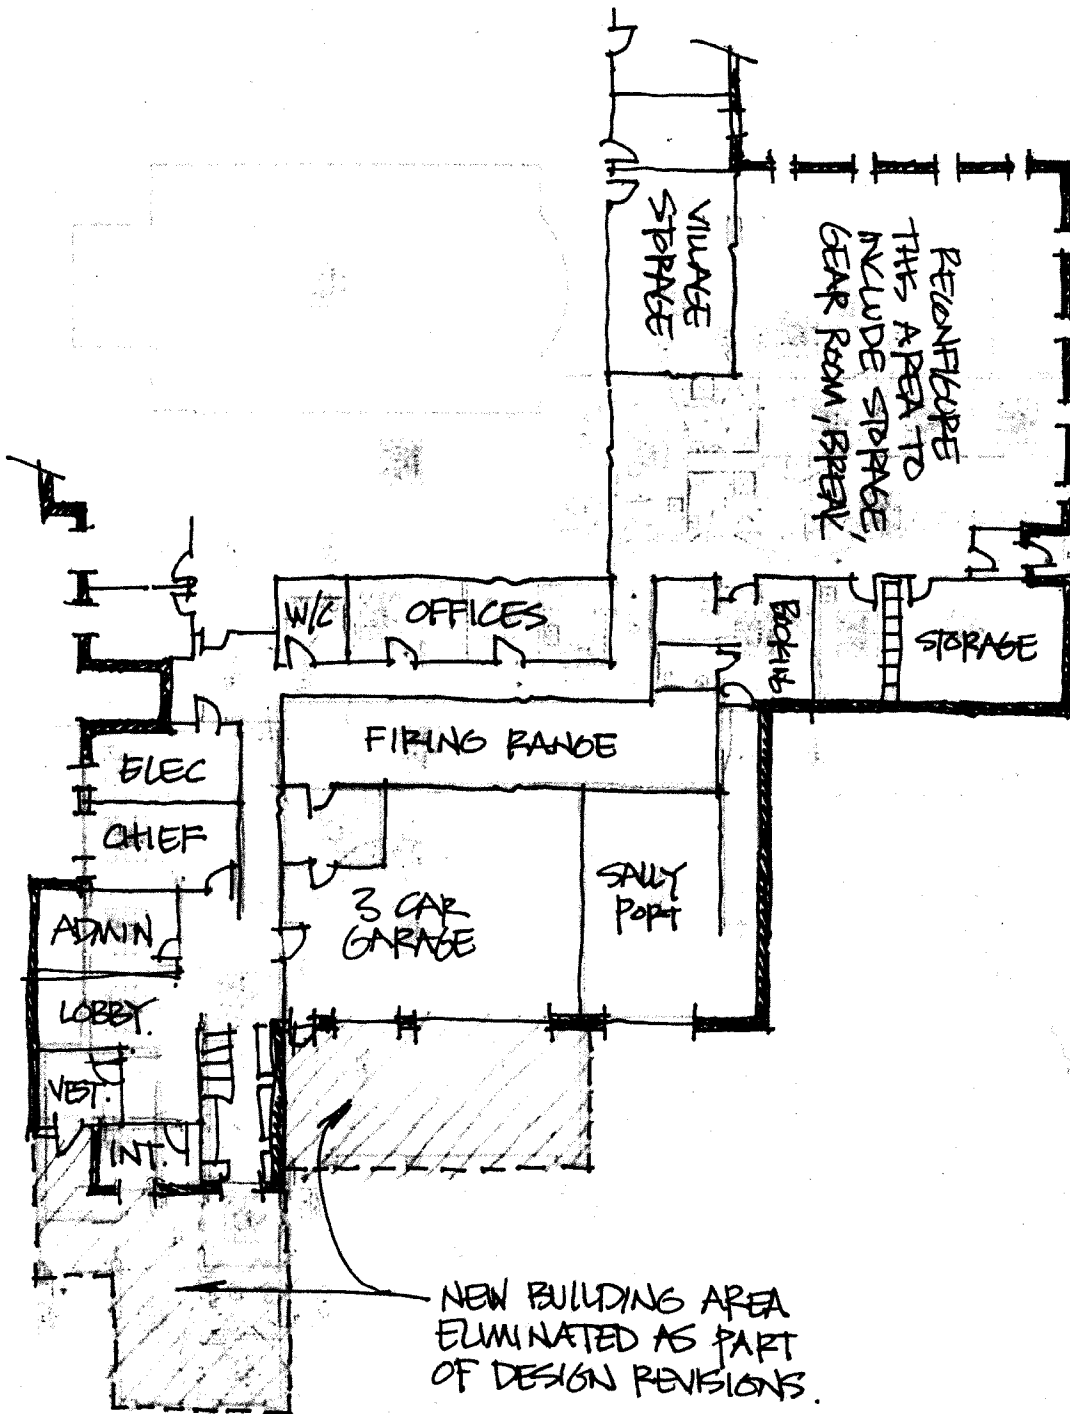 VILLAGE
STORAGE
RECONFIGURE
THIS AREA TO
INCLUDE STORAGE,
GEAR ROOM, BREAK
W/C
OFFICES
BOOKING
STORAGE
FIRING RANGE
ELEC
CHIEF
ADMIN
LOBBY.
VEST.
INT.
3 CAR
GARAGE
SALLY
PORT
NEW BUILDING AREA
ELIMINATED AS PART
OF DESIGN REVISIONS.